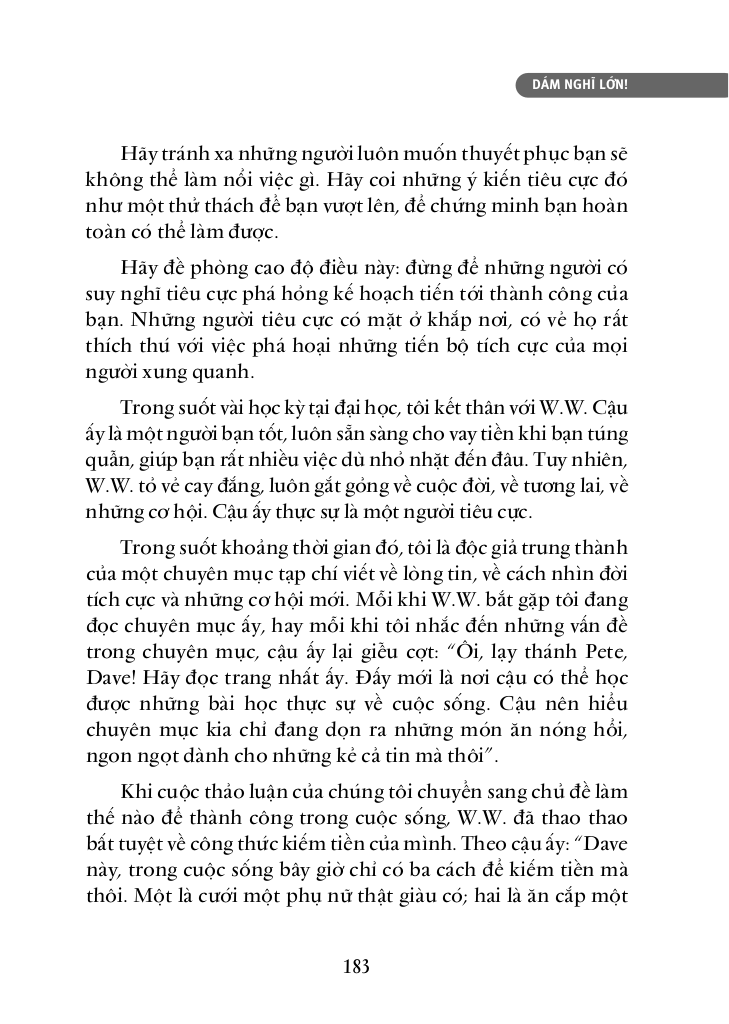 DÁM NGHĨ LỚN!
Hãy tránh xa những người luôn muốn thuyết phục bạn sẽ
không thể làm nổi việc gì. Hãy coi những ý kiến tiêu cực đó
như một thử thách để bạn vượt lên, để chứng minh bạn hoàn
toàn có thể làm được.
Hãy đề phòng cao độ điều này: đừng để những người có
suy nghĩ tiêu cực phá hỏng kế hoạch tiến tới thành công của
bạn. Những người tiêu cực có mặt ở khắp nơi, có vẻ họ rất
thích thú với việc phá hoại những tiến bộ tích cực của mọi
người xung quanh.
Trong suốt vài học kỳ tại đại học, tôi kết thân với W.W. Cậu
ấy là một người bạn tốt, luôn sẵn sàng cho vay tiền khi bạn túng
quẫn, giúp bạn rất nhiều việc dù nhỏ nhặt đến đâu. Tuy nhiên,
W.W. tỏ vẻ cay đắng, luôn gắt gỏng về cuộc đời, về tương lai, về
những cơ hội. Cậu ấy thực sự là một người tiêu cực.
Trong suốt khoảng thời gian đó, tôi là độc giả trung thành
của một chuyên mục tạp chí viết về lòng tin, về cách nhìn đời
tích cực và những cơ hội mới. Mỗi khi W.W. bắt gặp tôi đang
đọc chuyên mục ấy, hay mỗi khi tôi nhắc đến những vấn đề
trong chuyên mục, cậu ấy lại giễu cợt: “Ôi, lạy thánh Pete,
Dave! Hãy đọc trang nhất ấy. Đấy mới là nơi cậu có thể học
được những bài học thực sự về cuộc sống. Cậu nên hiểu
chuyên mục kia chỉ đang dọn ra những món ăn nóng hổi,
ngon ngọt dành cho những kẻ cả tin mà thôi”.
Khi cuộc thảo luận của chúng tôi chuyển sang chủ đề làm
thế nào để thành công trong cuộc sống, W.W. đã thao thao
bất tuyệt về công thức kiếm tiền của mình. Theo cậu ấy: “Dave
này, trong cuộc sống bây giờ chỉ có ba cách để kiếm tiền mà
thôi. Một là cưới một phụ nữ thật giàu có; hai là ăn cắp một
183